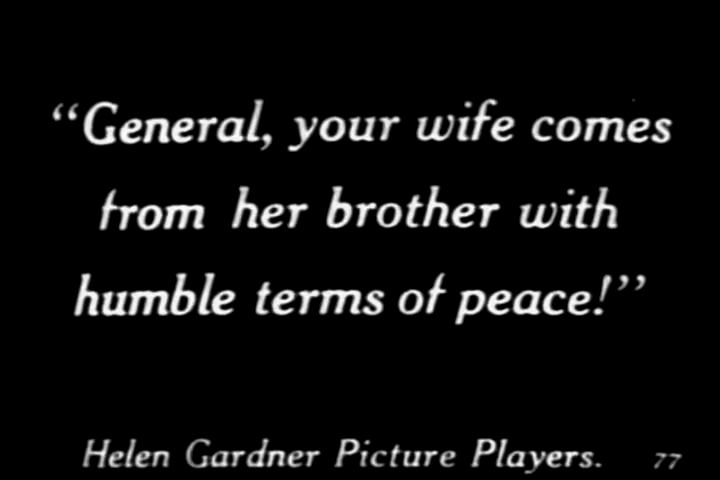 “General, your wife comes
from her brother with
humble terms of peace!”
Helen Gardner Picture Players. 77